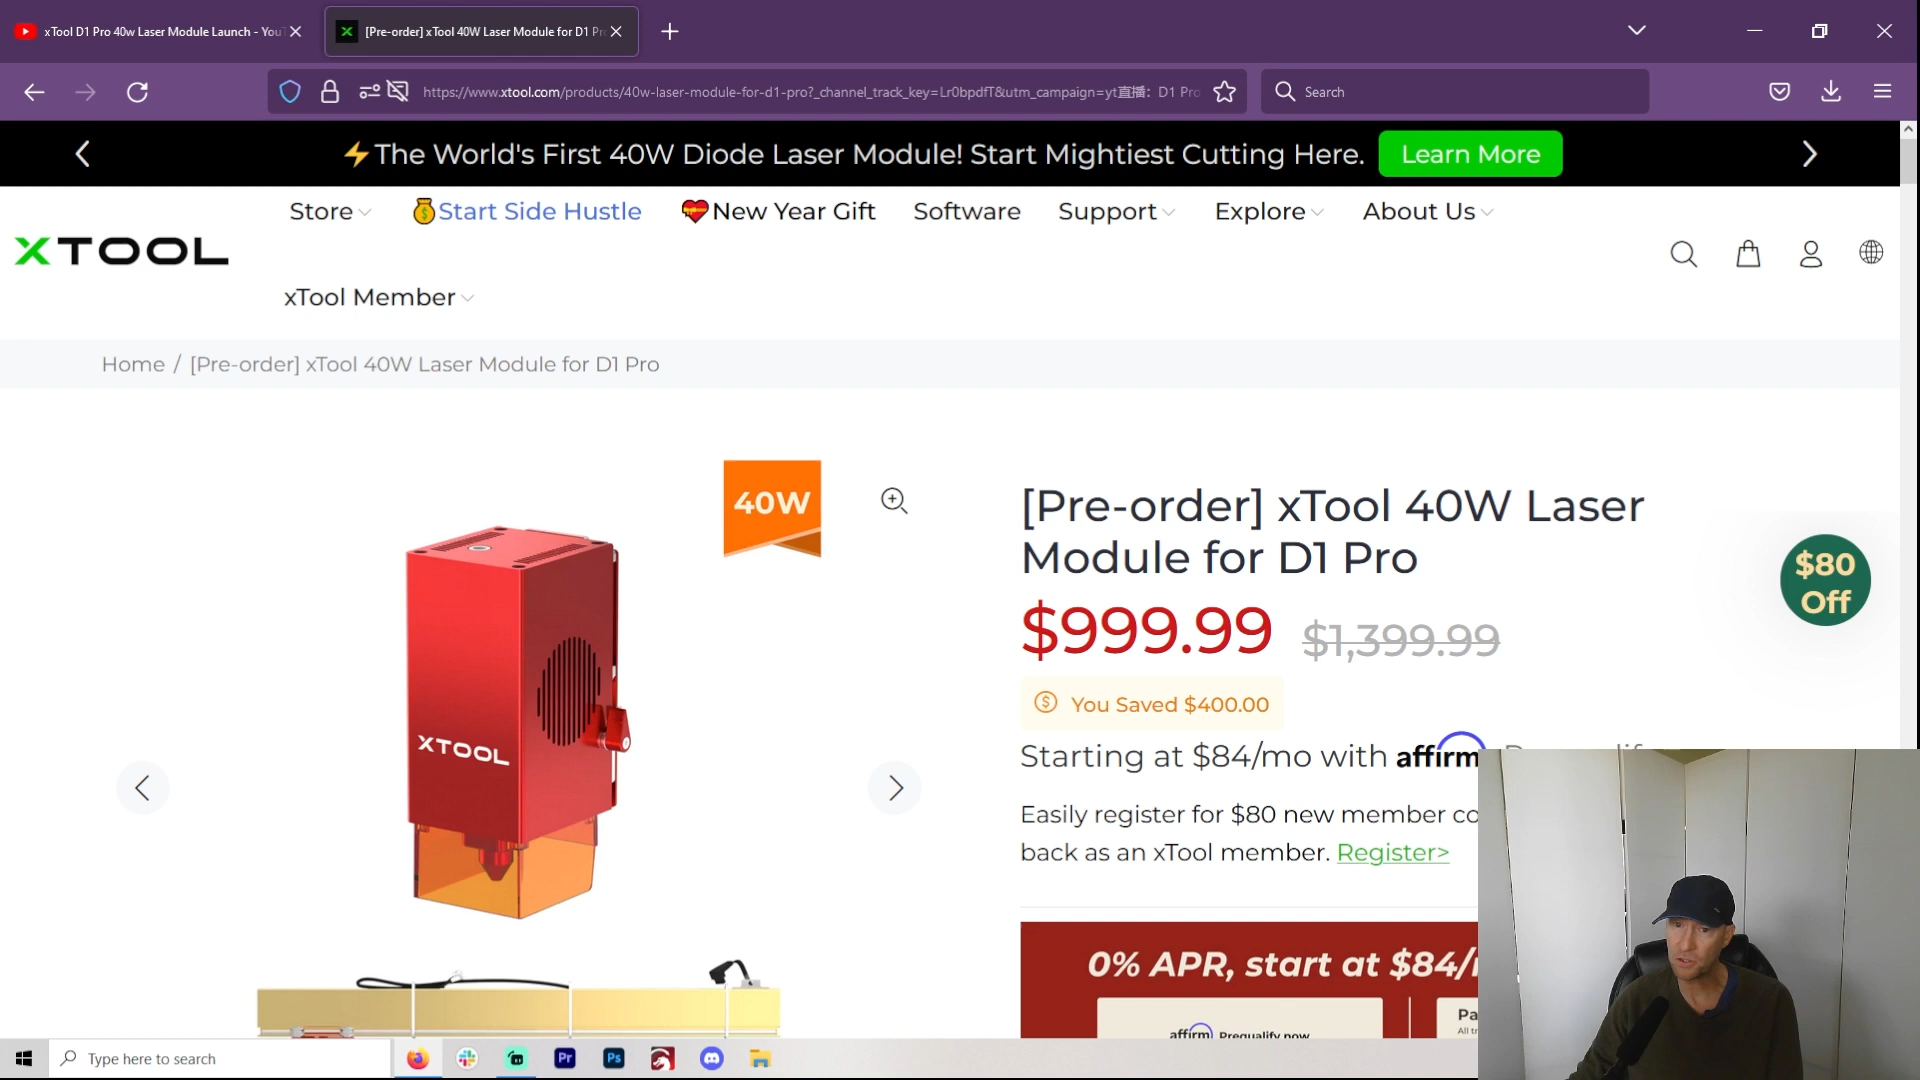 xTool D1 Pro 40w Laser Module Launch - You
[Pre-order] xTool 40W Laser Module for D1 Pr
https://www.xtool.com/products/40w-laser-module-for-d1-pro?_channel_track_key=Lr0bpdfT&utm_campaign=yt直播: D1 Pro
Search
⚡The World's First 40W Diode Laser Module! Start Mightiest Cutting Here. Learn More
Store
Start Side Hustle
New Year Gift
Software
Support
Explore
About Us
XTOOL
xTool Member
Home / [Pre-order] xTool 40W Laser Module for D1 Pro
40W
XTOOL
[Pre-order] xTool 40W Laser
Module for D1 Pro
$999.99 $1,399.99
You Saved $400.00
Starting at $84/mo with affirm
Easily register for $80 new member co
back as an xTool member. Register>
$80
Off
0% APR, start at $84/
affirm Prequalify now
Pa
All t
Type here to search
Pr
Ps